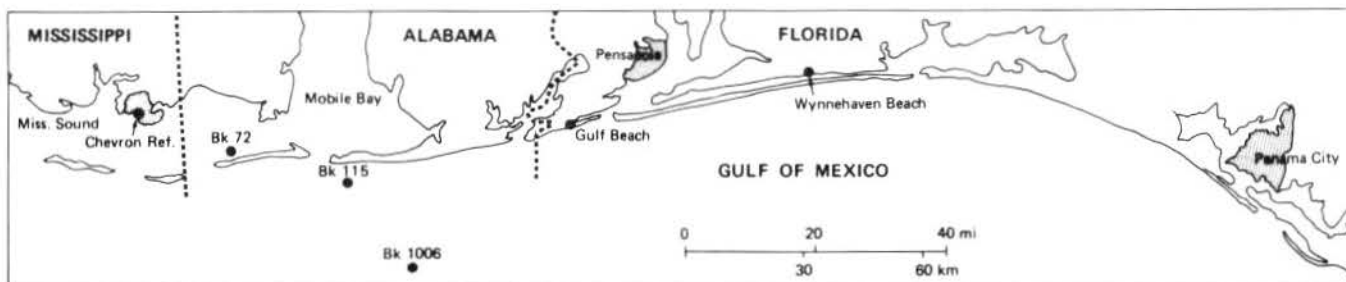 MISSISSIPPI
ALABAMA
FLORIDA
Pensacola
Mobile Bay
Miss. Sound
Chevron Ref.
Bk 72
Gulf Beach
Wynnehaven Beach
Bk 115
GULF OF MEXICO
Panama City
Bk 1006
0 20 40 mi
30 60 km